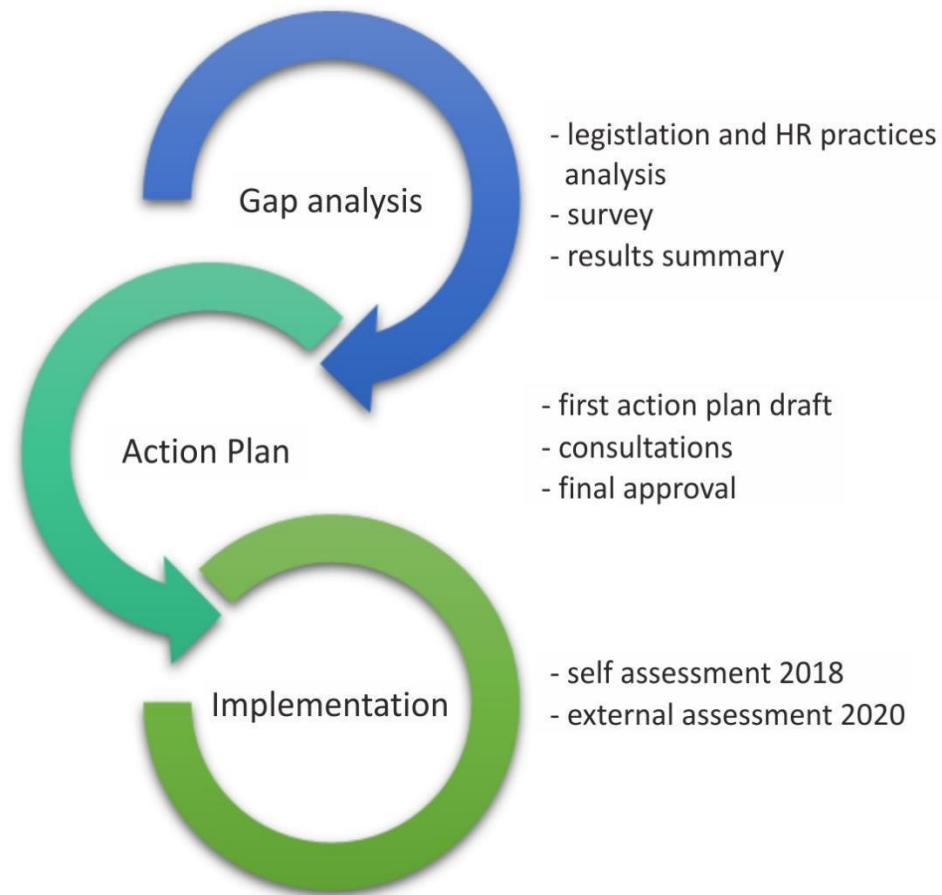 Gap analysis
- legistlation and HR practices
analysis
- survey
- results summary
Action Plan
- first action plan draft
- consultations
- final approval
Implementation
- self assessment 2018
- external assessment 2020